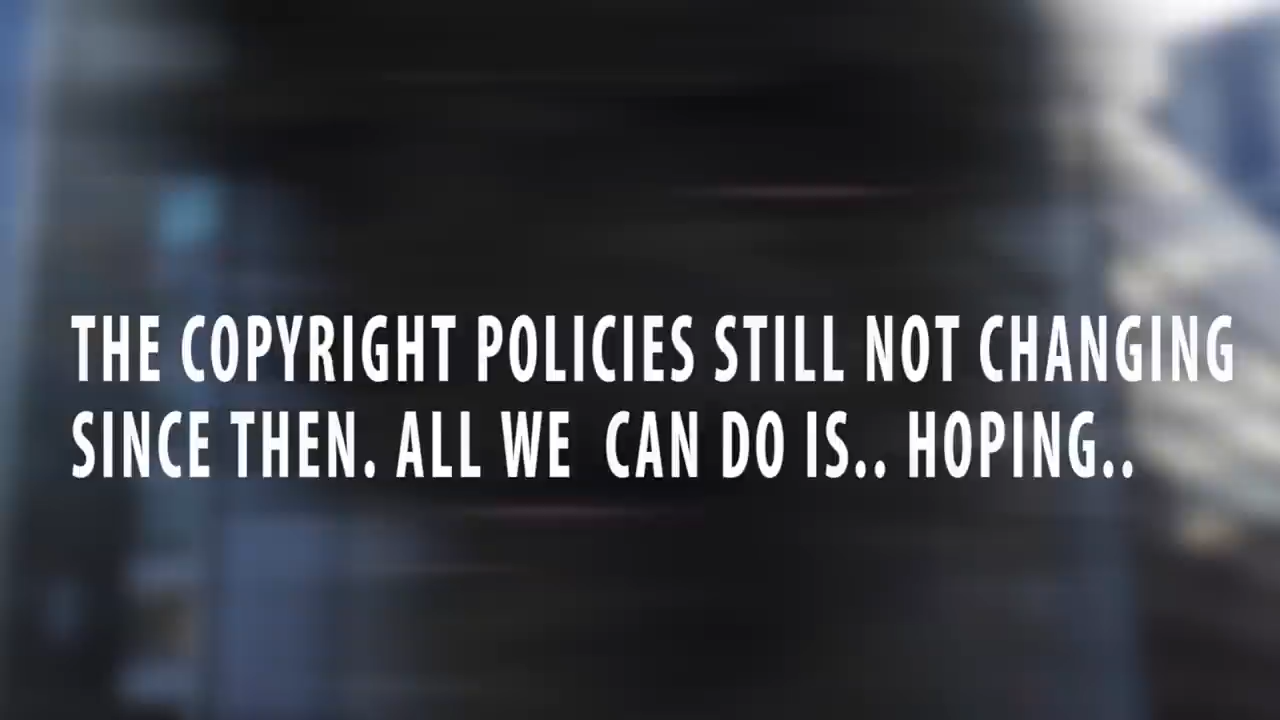 THE COPYRIGHT POLICIES STILL NOT CHANGING
SINCE THEN. ALL WE  CAN DO IS.. HOPING..